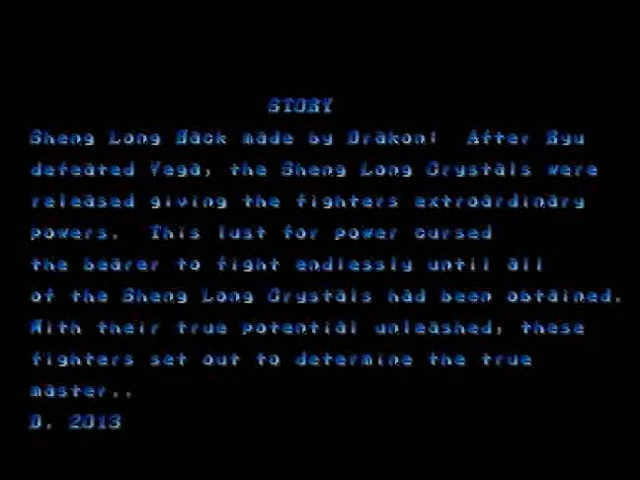 STORY
Sheng Long Hack made by Drakon!  After Ryu
defeated Vega, the Sheng Long Crystals were
released giving the fighters extroardinary
powers.  This lust for power cursed
the bearer to fight endlessly until all
of the Sheng Long Crystals had been obtained.
With their true potential unleashed, these
fighters set out to determine the true
master..
D. 2013